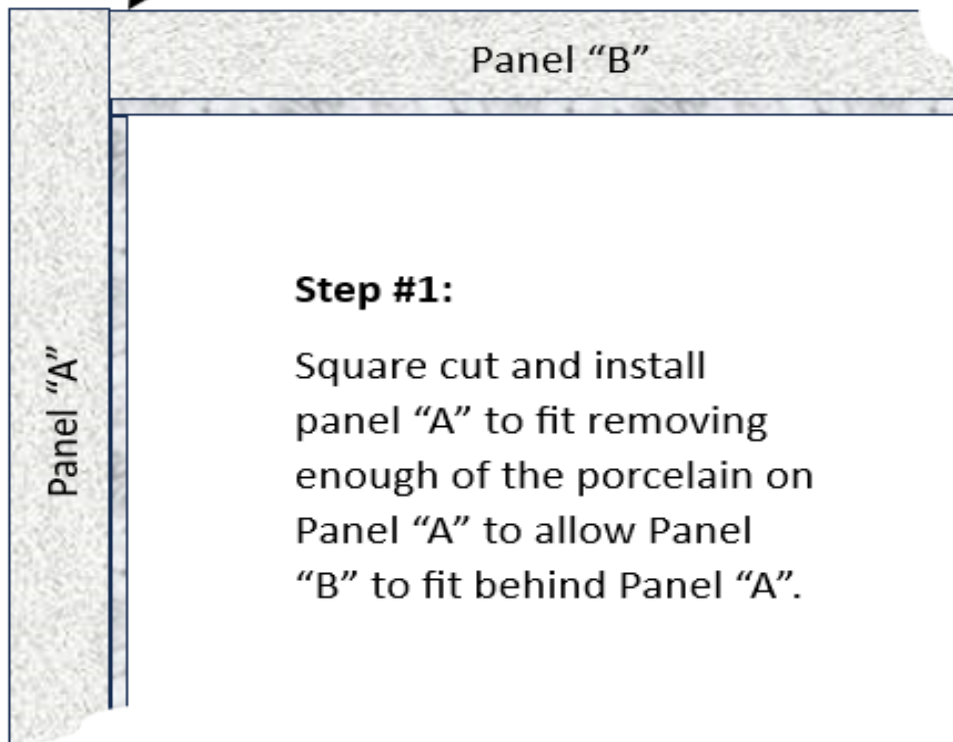 Panel “B”
Panel “A”
Step #1:
Square cut and install
panel “A” to fit removing
enough of the porcelain on
Panel “A” to allow Panel
“B” to fit behind Panel “A”.